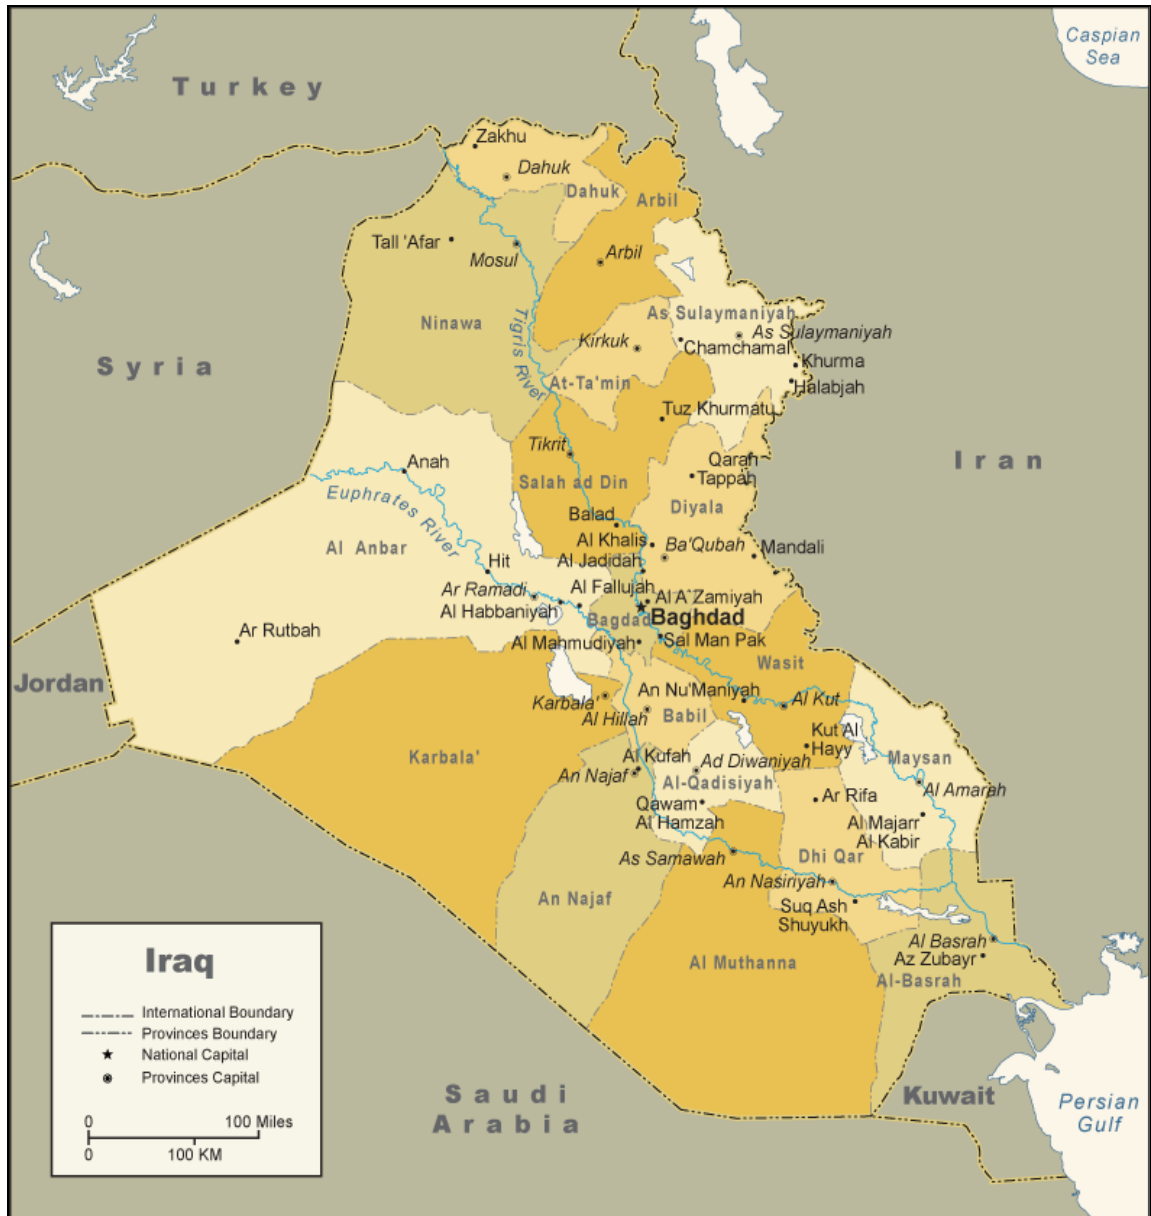 Caspian
Sea
Turkey
Zakhu
Dahuk
Dahuk
Arbil
Tall 'Afar
Mosul
Arbil
Ninawa
Tigris River
As Sulaymaniyah
As Sulaymaniyah
Kirkuk
Chamchamal
Khurma
Syria
At-Ta'min
Halabjah
Tuz Khurmatu
Tikrit
Anah
Qarah
Tappah
Iran
Salah ad Din
Euphrates River
Diyala
Balad
Al Anbar
Al Khalis
Ba'Qubah
Mandali
Hit
Al Jadidah
Ar Ramadi
Al Fallujah
Al A'Zamiyah
Al Habbaniyah
Bagdad
Baghdad
Ar Rutbah
Al Mahmudiyah
Sal Man Pak
Wasit
Jordan
An Nu'Maniyah
Al Kut
Karbala'
Al Hillah
Babil
Kut Al
Hayy
Karbala'
Al Kufah
Ad Diwaniyah
Maysan
An Najaf
Al-Qadisiyah
Al Amarah
Qawam
Al Hamzah
Ar Rifa
Al Majarr
Al Kabir
As Samawah
Dhi Qar
An Nasiriyah
An Najaf
Suq Ash
Shuyukh
Al Basrah
Az Zubayr
Al Muthanna
Al-Basrah
Iraq
International Boundary
Provinces Boundary
National Capital
Provinces Capital
0
100 Miles
0
100 KM
Saudi
Arabia
Kuwait
Persian
Gulf